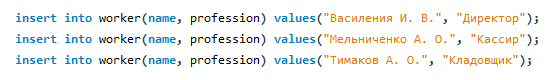 insert into worker(name, profession) values("Василения И. В.", "Директор");
insert into worker(name, profession) values("Мельниченко А. О.", "Кассир");
insert into worker(name, profession) values("Тимаков А. О.", "Кладовщик");